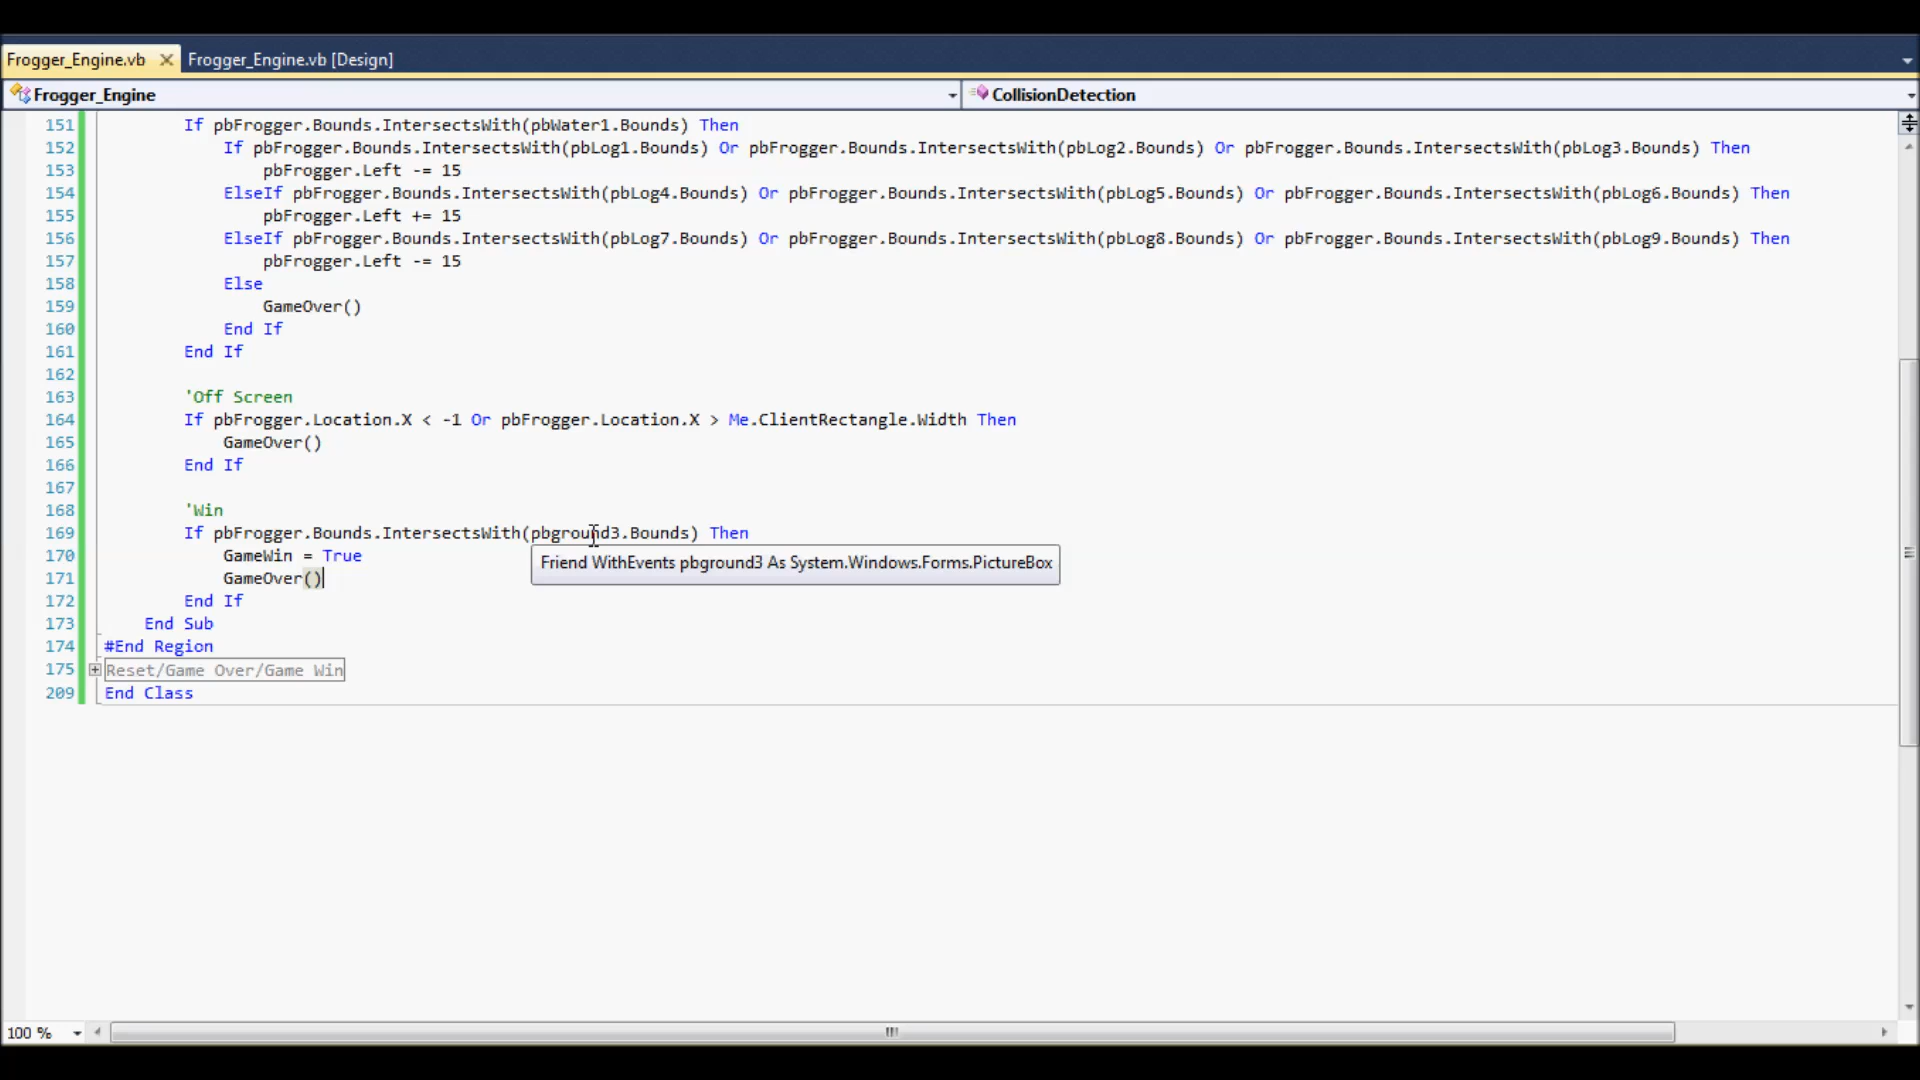 Frogger_Engine.vb Frogger_Engine.vb [Design]
Frogger_Engine CollisionDetection
151 If pbFrogger.Bounds.IntersectsWith(pbWater1.Bounds) Then
152 If pbFrogger.Bounds.IntersectsWith(pbLog1.Bounds) Or pbFrogger.Bounds.IntersectsWith(pbLog2.Bounds) Or pbFrogger.Bounds.IntersectsWith(pbLog3.Bounds) Then
153 pbFrogger.Left -= 15
154 ElseIf pbFrogger.Bounds.IntersectsWith(pbLog4.Bounds) Or pbFrogger.Bounds.IntersectsWith(pbLog5.Bounds) Or pbFrogger.Bounds.IntersectsWith(pbLog6.Bounds) Then
155 pbFrogger.Left += 15
156 ElseIf pbFrogger.Bounds.IntersectsWith(pbLog7.Bounds) Or pbFrogger.Bounds.IntersectsWith(pbLog8.Bounds) Or pbFrogger.Bounds.IntersectsWith(pbLog9.Bounds) Then
157 pbFrogger.Left -= 15
158 Else
159 GameOver()
160 End If
161 End If
162
163 'Off Screen
164 If pbFrogger.Location.X < -1 Or pbFrogger.Location.X > Me.ClientRectangle.Width Then
165 GameOver()
166 End If
167
168 'Win
169 If pbFrogger.Bounds.IntersectsWith(pbground3.Bounds) Then
170 GameWin = True
Friend WithEvents pbground3 As System.Windows.Forms.PictureBox
171 GameOver()
172 End If
173 End Sub
174 #End Region
175 Reset/Game Over/Game Win
209 End Class
100 %